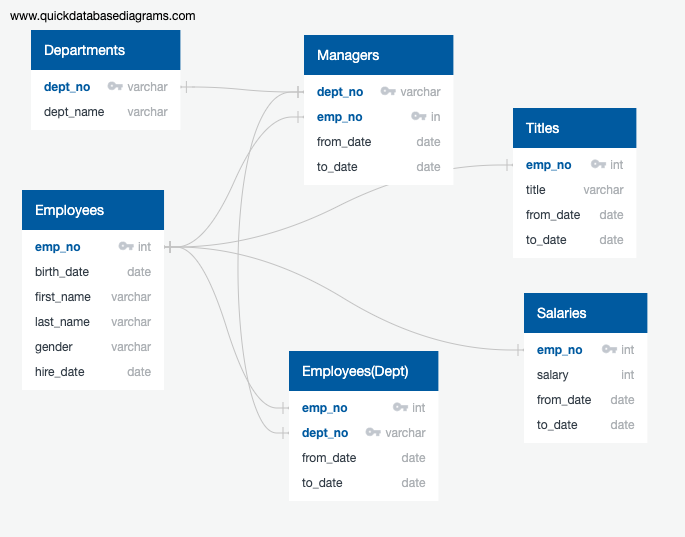 www.quickdatabasediagrams.com
Departments
dept_no varchar
dept_name varchar
Managers
dept_no varchar
emp_no in
from_date date
to_date date
Titles
emp_no int
title varchar
from_date date
to_date date
Employees
emp_no int
birth_date date
first_name varchar
last_name varchar
gender varchar
hire_date date
Salaries
emp_no int
salary int
from_date date
to_date date
Employees(Dept)
emp_no int
dept_no varchar
from_date date
to_date date